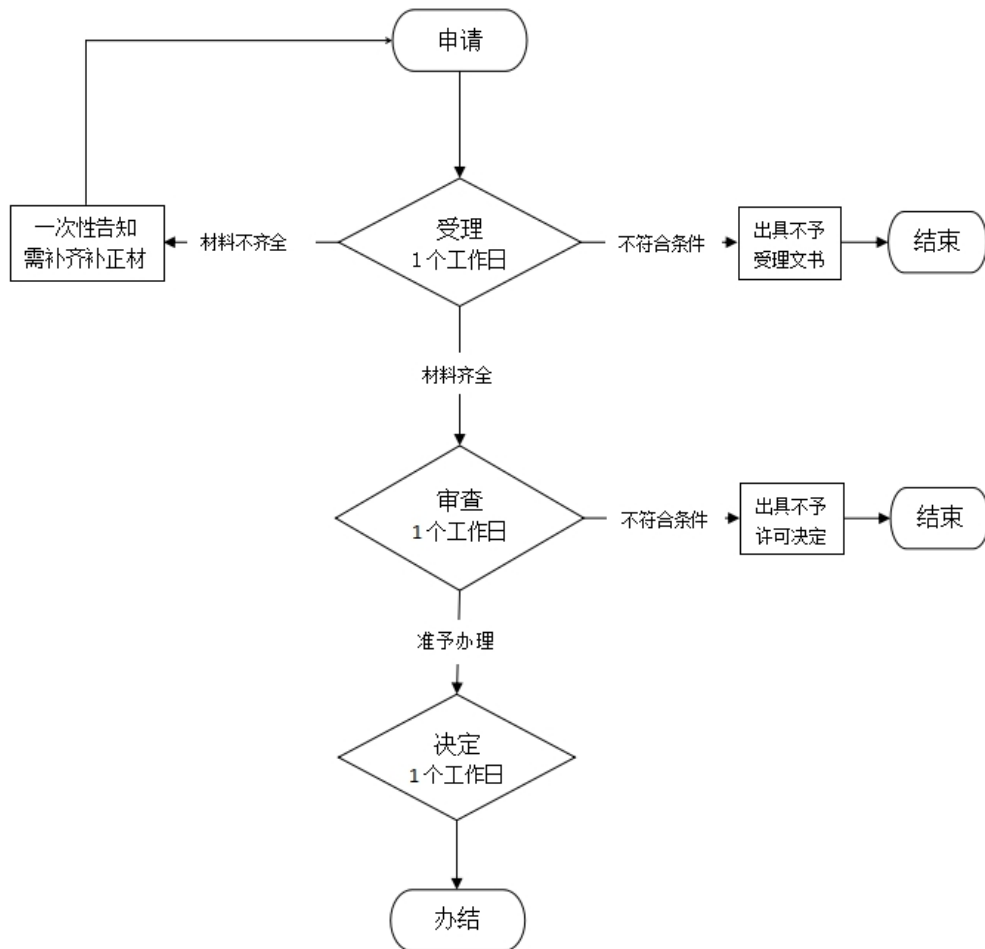 申请
一次性告知
需补齐补正材
材料不齐全
受理
1个工作日
不符合条件
出具不予
受理文书
结束
材料齐全
审查
1个工作日
不符合条件
出具不予
许可决定
结束
准予办理
决定
1个工作日
办结